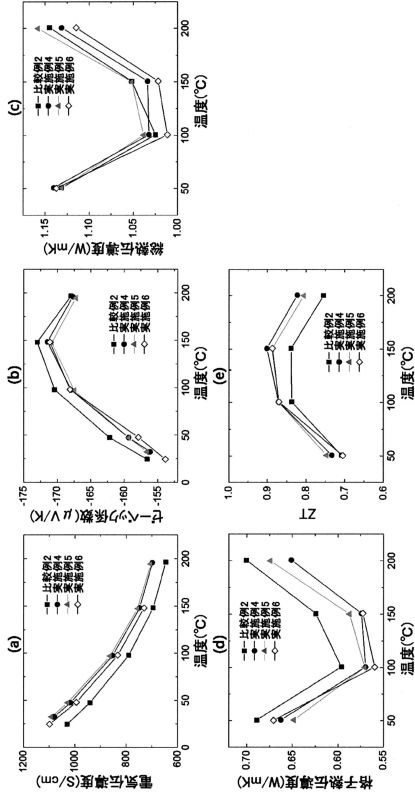 (a)
電気伝導度(S/cm)
1200
1000
800
600
0
50
100
150
200
温度(℃)
比較例2
実施例4
実施例5
実施例6
(b)
ゼーベック係数(μV/K)
-175
-170
-165
-160
-155
0
50
100
150
200
温度(℃)
比較例2
実施例4
実施例5
実施例6
(c)
総熱伝導度(W/mK)
1.15
1.10
1.05
1.00
50
100
150
200
温度(℃)
比較例2
実施例4
実施例5
実施例6
(d)
格子熱伝導度(W/mK)
0.70
0.65
0.60
0.55
50
100
150
200
温度(℃)
比較例2
実施例4
実施例5
実施例6
(e)
ZT
1.0
0.9
0.8
0.7
0.6
50
100
150
200
温度(℃)
比較例2
実施例4
実施例5
実施例6